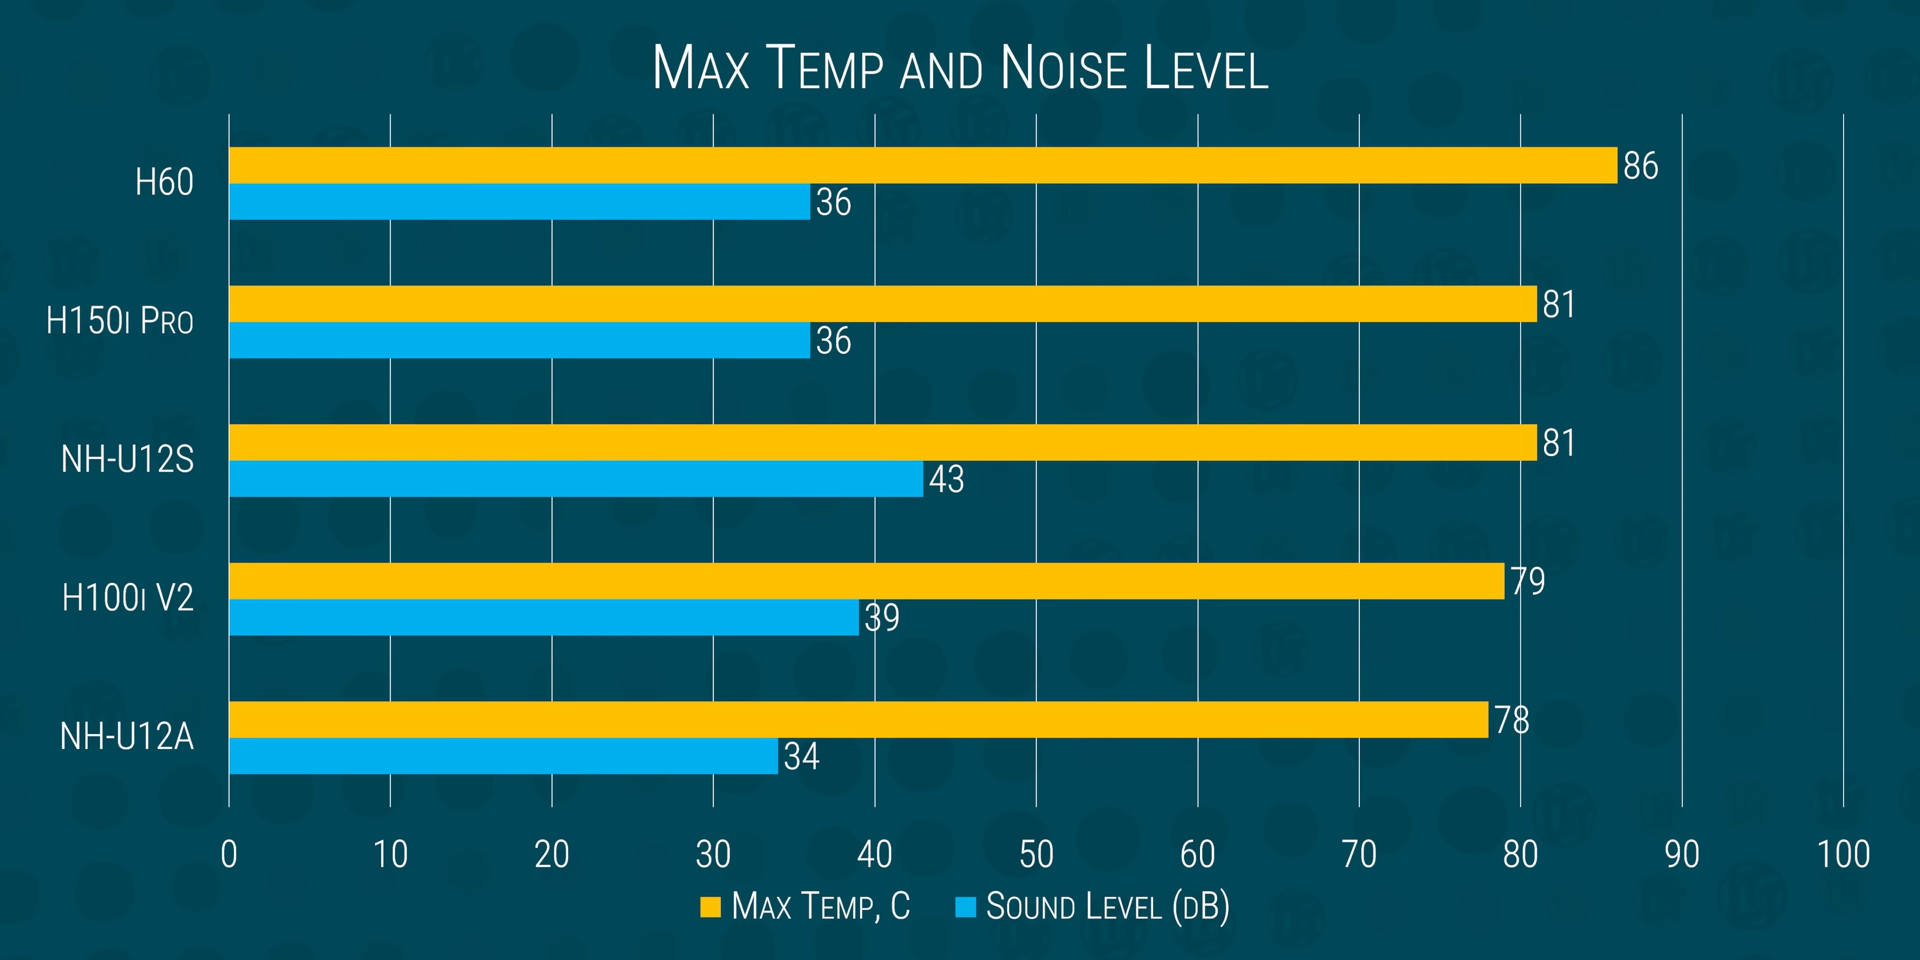 Max Temp and Noise Level
H60
86
36
H150i Pro
81
36
NH-U12S
81
43
H100i V2
79
39
NH-U12A
78
34
0 10 20 30 40 50 60 70 80 90 100
Max Temp, C Sound Level (dB)